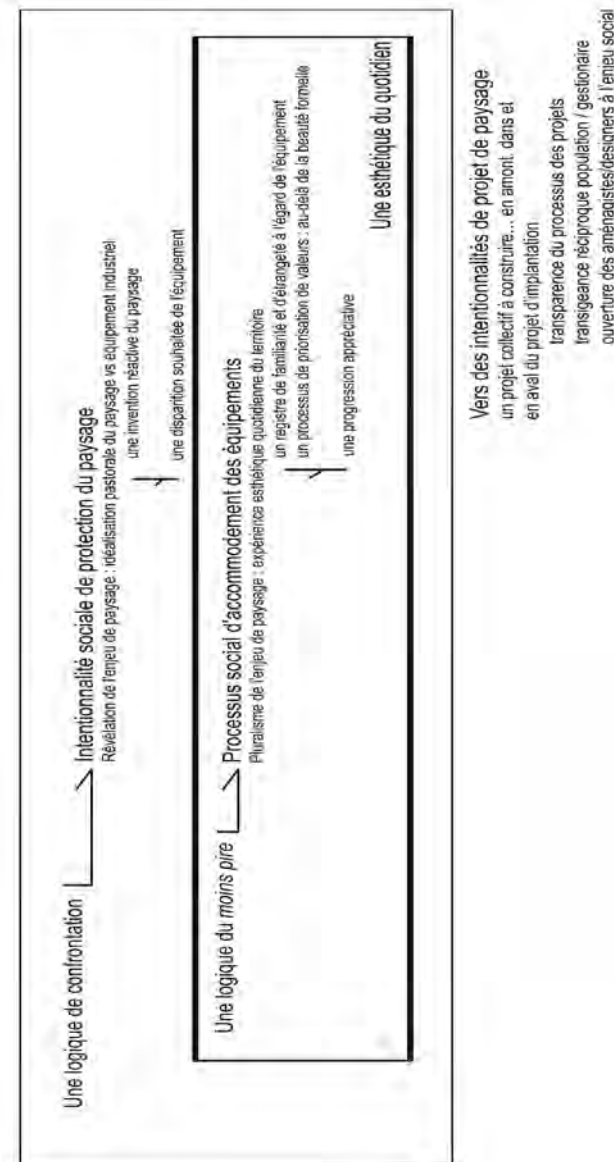 Une logique de confrontation
Intentionnalité sociale de protection du paysage
Révélation de l'enjeu de paysage : idéalisation pastorale du paysage vs équipement industriel
une invention réactive du paysage
une disparition souhaitée de l'équipement
Une logique du moins pire
Processus social d'accommodement des équipements
Pluralisme de l'enjeu de paysage : expérience esthétique quotidienne du territoire
un registre de familiarité et d'étrangeté à l'égard de l'équipement
un processus de priorisation de valeurs : au-delà de la beauté formelle
une progression appréciative
Une esthétique du quotidien
Vers des intentionnalités de projet de paysage
un projet collectif à construire... en amont, dans et
en aval du projet d'implantation
transparence du processus des projets
transigeance réciproque population / gestionaire
ouverture des aménagistes/designers à l'enjeu social